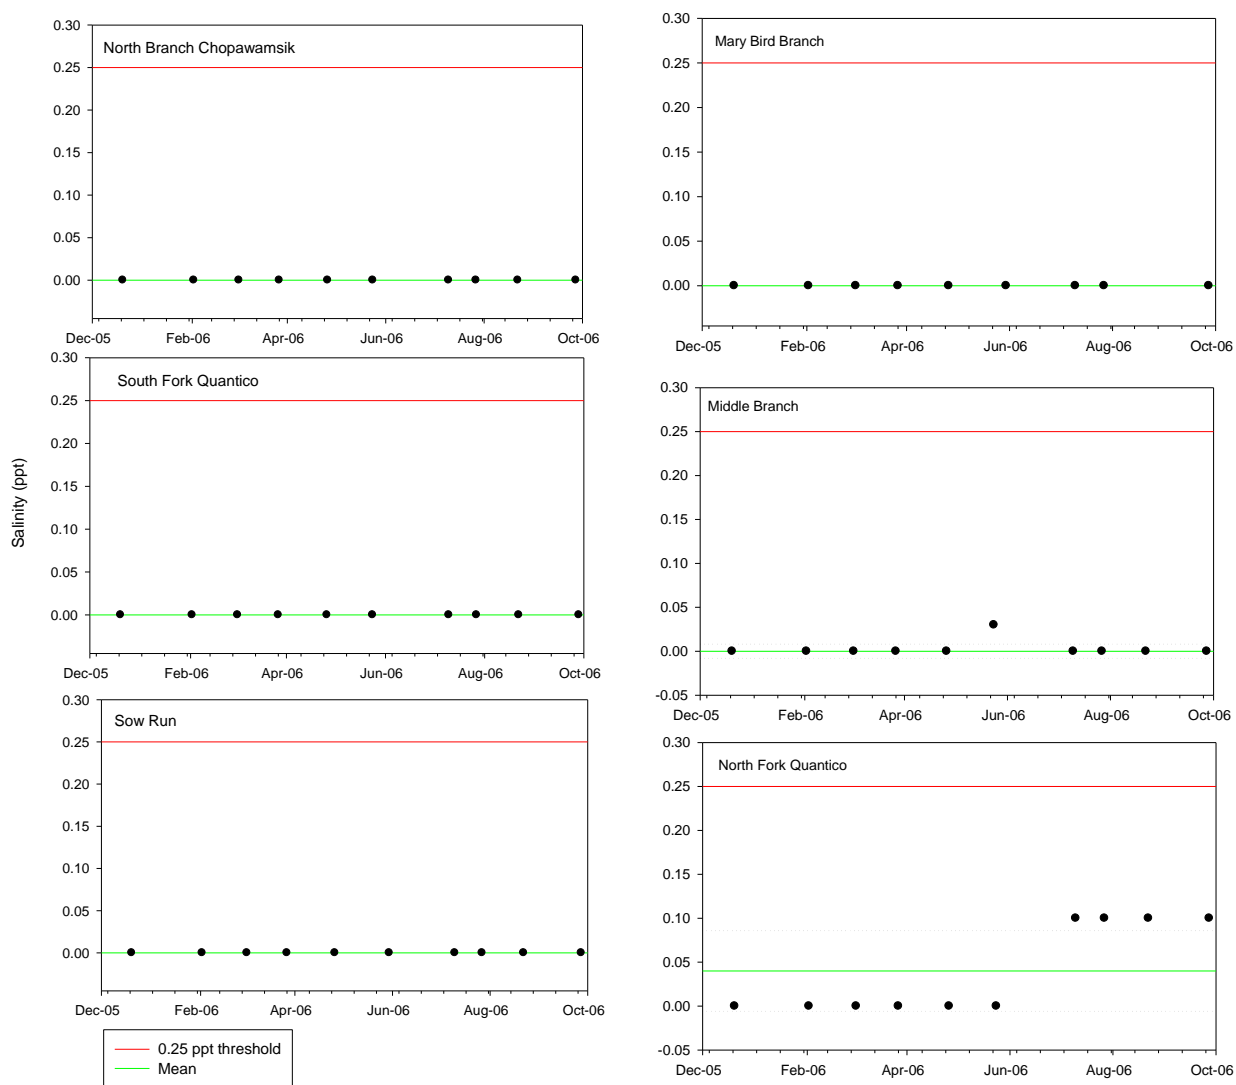 North Branch Chopawamsik
0.30
0.25
0.20
0.15
0.10
0.05
0.00
Dec-05 Feb-06 Apr-06 Jun-06 Aug-06 Oct-06
Mary Bird Branch
0.30
0.25
0.20
0.15
0.10
0.05
0.00
Dec-05 Feb-06 Apr-06 Jun-06 Aug-06 Oct-06
Salinity (ppt)
South Fork Quantico
0.30
0.25
0.20
0.15
0.10
0.05
0.00
Dec-05 Feb-06 Apr-06 Jun-06 Aug-06 Oct-06
Middle Branch
0.30
0.25
0.20
0.15
0.10
0.05
0.00
-0.05
Dec-05 Feb-06 Apr-06 Jun-06 Aug-06 Oct-06
Sow Run
0.30
0.25
0.20
0.15
0.10
0.05
0.00
Dec-05 Feb-06 Apr-06 Jun-06 Aug-06 Oct-06
North Fork Quantico
0.30
0.25
0.20
0.15
0.10
0.05
0.00
-0.05
Dec-05 Feb-06 Apr-06 Jun-06 Aug-06 Oct-06
0.25 ppt threshold
Mean